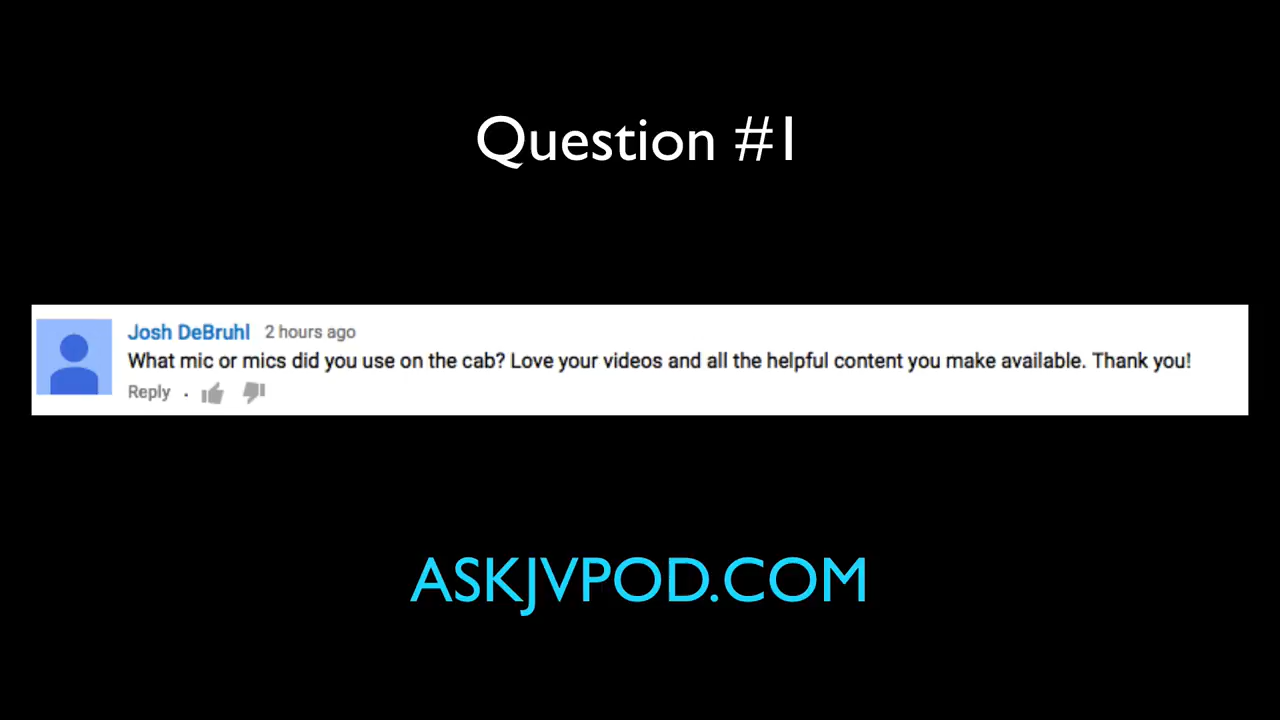 Question #1
Josh DeBruhl 2 hours ago
What mic or mics did you use on the cab? Love your videos and all the helpful content you make available. Thank you!
Reply .
ASKJVPOD.COM